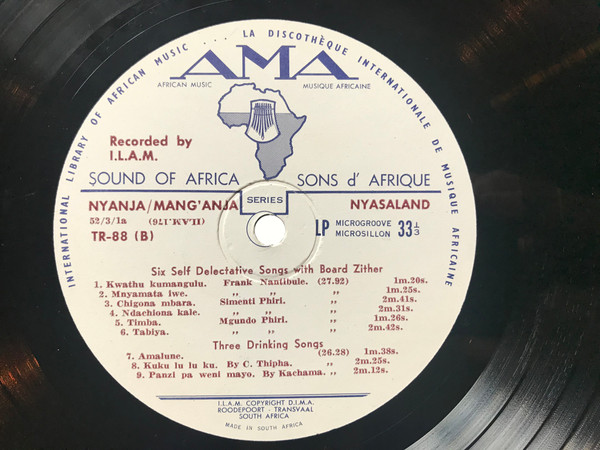 INTERNATIONAL LIBRARY OF AFRICAN MUSIC . . . LA DISCOTHÈQUE INTERNATIONALE DE MUSIQUE AFRICAINE
AMA
AFRICAN MUSIC MUSIQUE AFRICAINE
Recorded by
I.L.A.M.
SOUND OF AFRICA SONS d' AFRIQUE
SERIES
NYANJA/MANG'ANJA NYASALAND
52/3/1a (ILAM.176)
TR-88 (B) LP MICROGROOVE MICROSILLON 33 1/3
Six Self Delectative Songs with Board Zither
1. Kwathu kumangulu. Frank Nantibule. (27.92) 1m.20s.
2. Mnyamata iwe. ,, ,, ,, 1m.25s.
3. Chigona mbara. Simenti Phiri. ,, 2m.41s.
4. Ndachiona kale. ,, ,, ,, 2m.31s.
5. Timba. Mgundo Phiri. ,, 1m.26s.
6. Tabiya. ,, ,, ,, 2m.42s.
Three Drinking Songs
7. Amalune. (26.28) 1m.38s.
8. Kuku lu lu ku. By C. Thipha. ,, 2m.25s.
9. Panzi pa weni mayo. By Kachama. ,, 2m.12s.
I.L.A.M. COPYRIGHT D.I.M.A.
ROODEPOORT - TRANSVAAL
SOUTH AFRICA
MADE IN SOUTH AFRICA